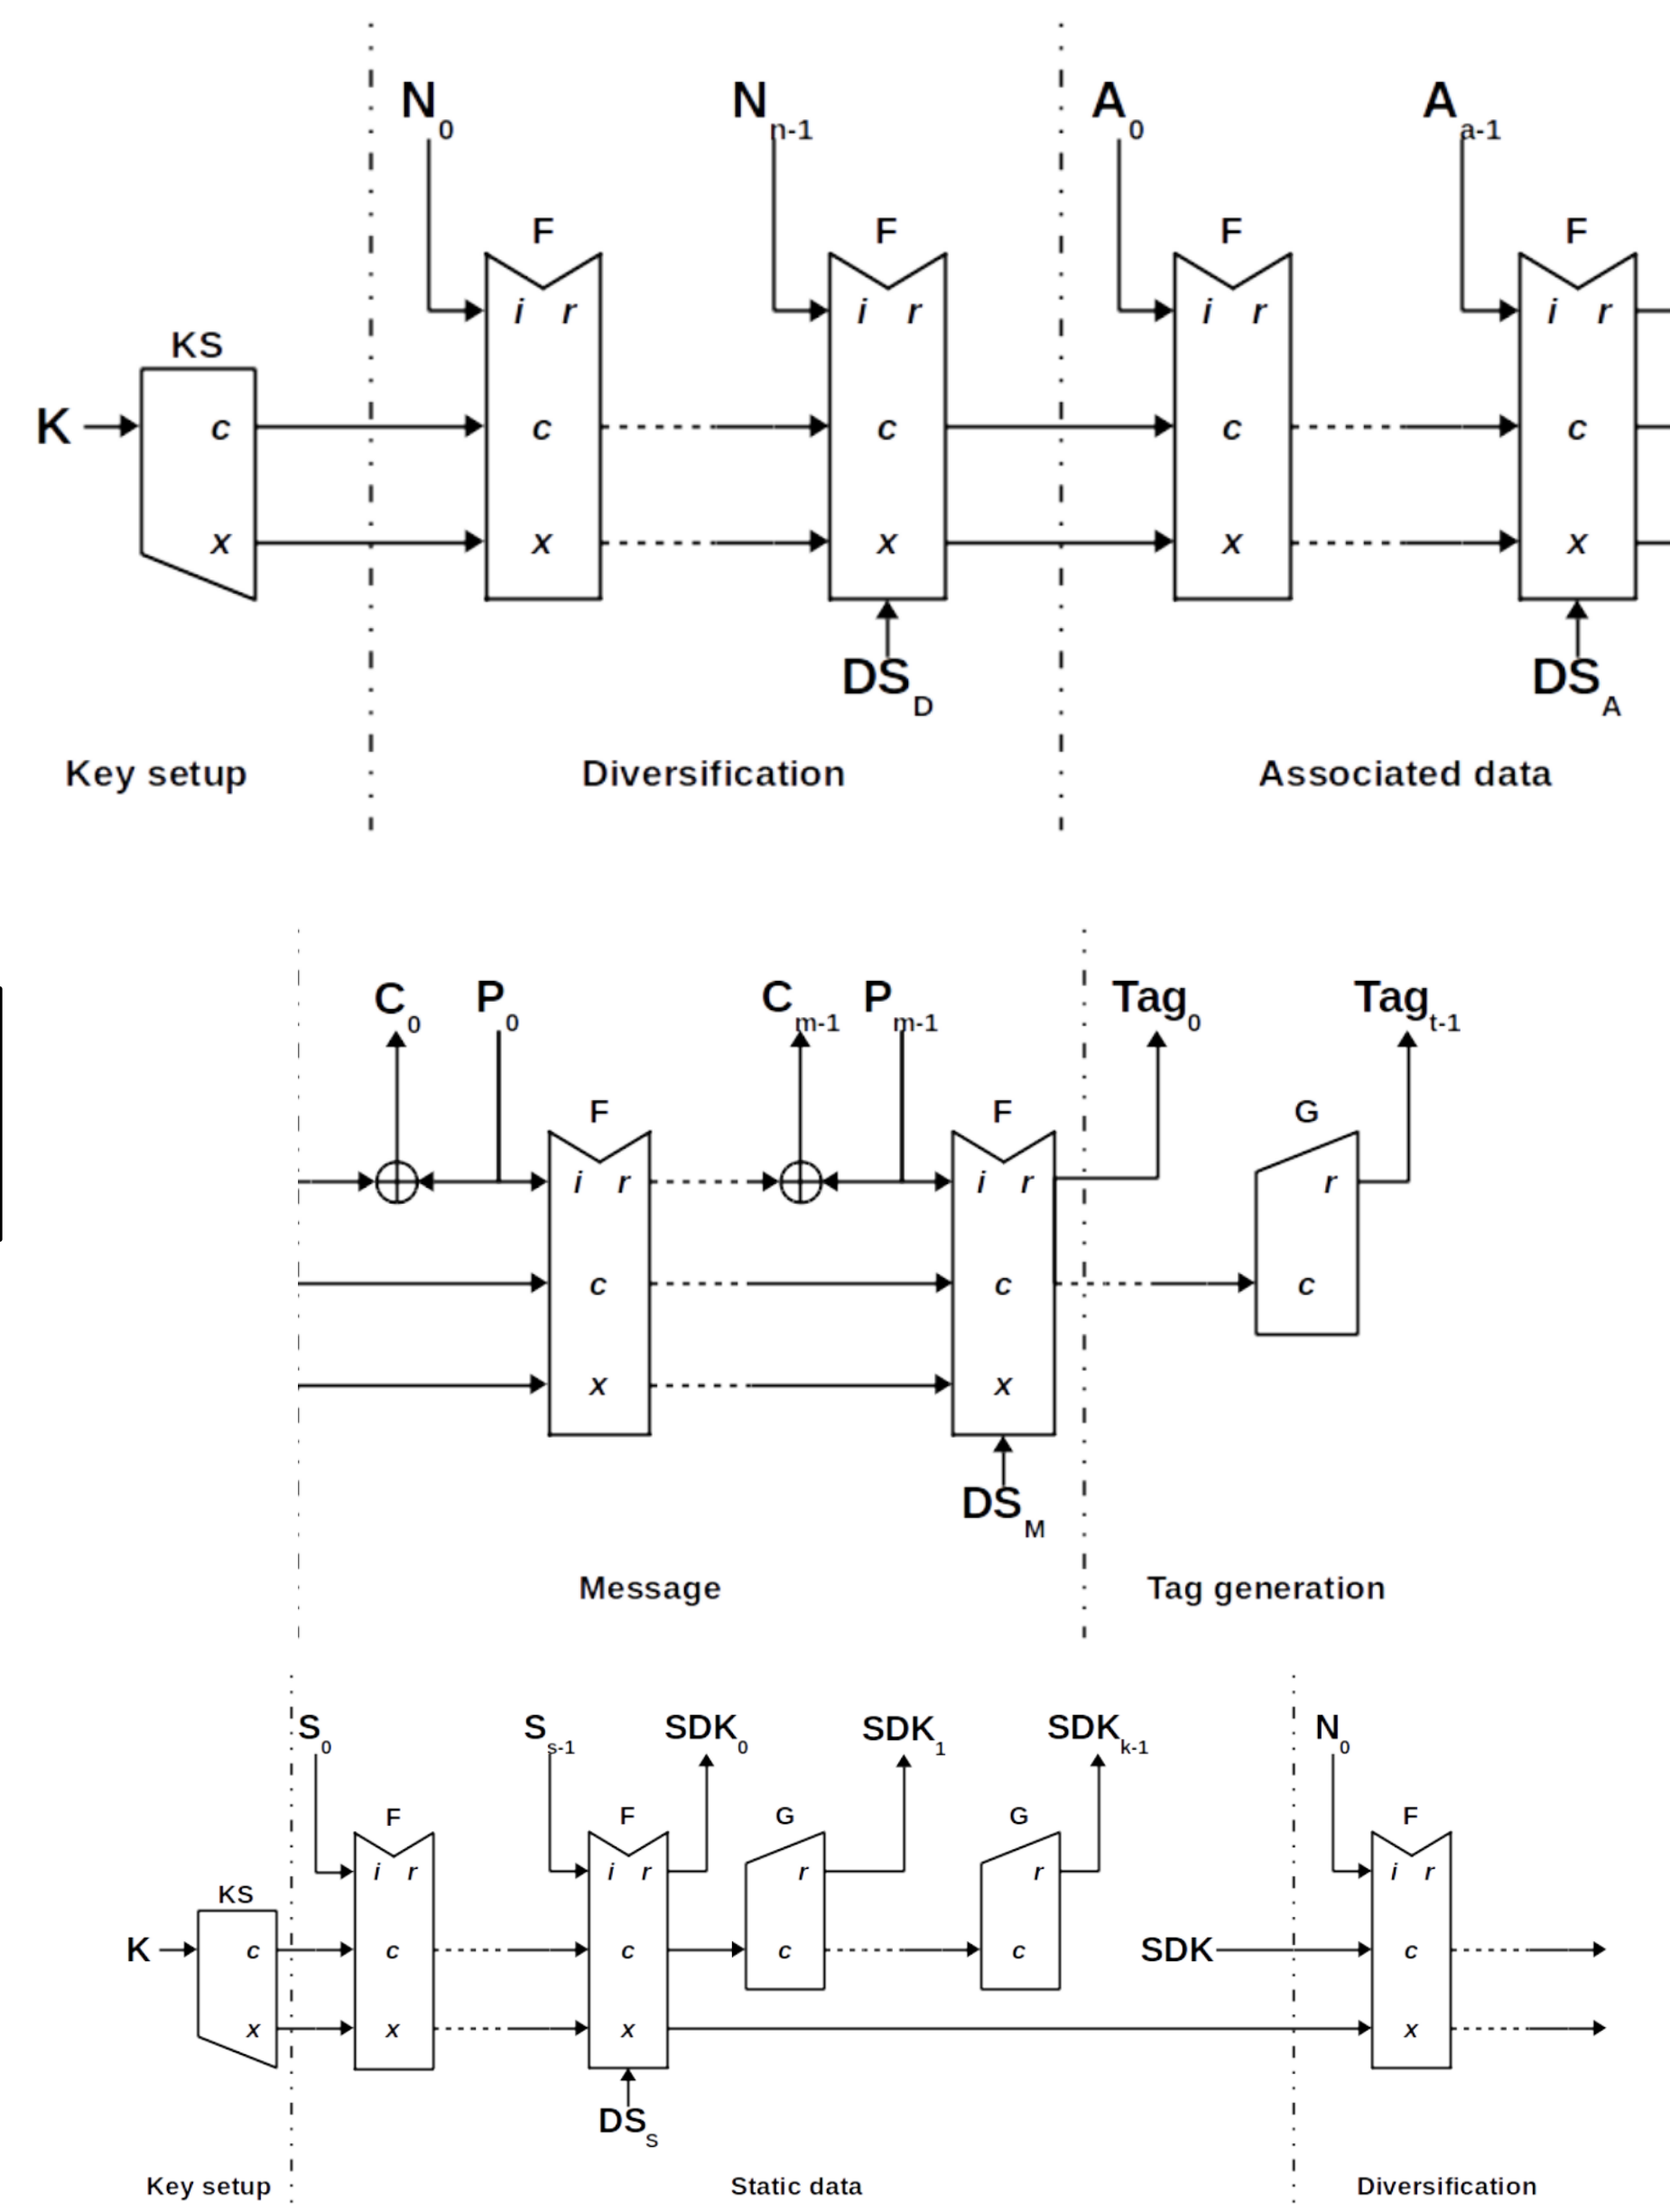 N0 Nn-1 A0 Aa-1
F F F F
i r i r i r i r
KS
K c c c c c
x x x x x
DSD DSA
Key setup Diversification Associated data
C0 P0 Cm-1 Pm-1 Tag0 Tagt-1
F F G
i r i r r
c c c
x x
DSM
Message Tag generation
S0 Ss-1 SDK0 SDK1 SDKk-1 N0
F F G G F
i r i r r r i r
KS
K c c c c c SDK c
x x x x
DSS
Key setup Static data Diversification